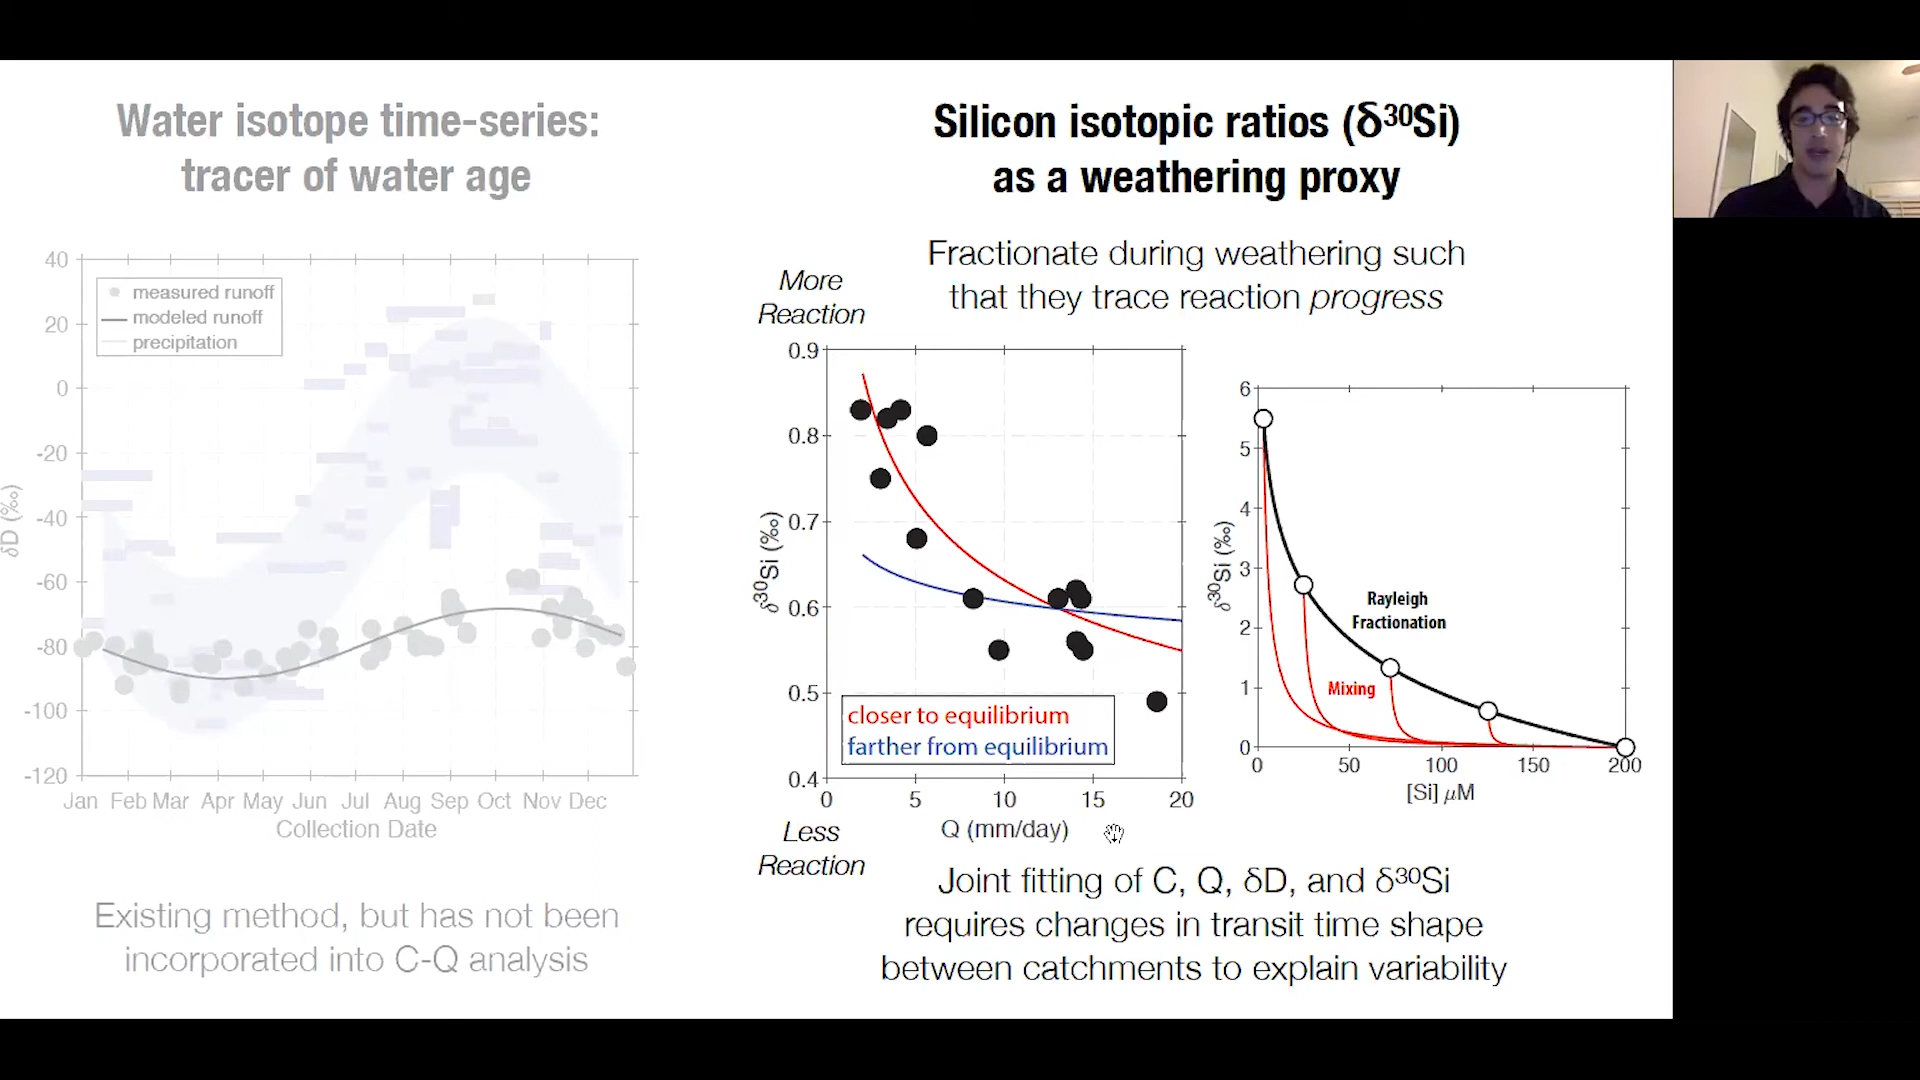 Water isotope time-series:
tracer of water age
40
20
0
-20
-40
-60
-80
-100
-120
δD (‰)
measured runoff
modeled runoff
precipitation
Jan Feb Mar Apr May Jun Jul Aug Sep Oct Nov Dec
Collection Date
Existing method, but has not been
incorporated into C-Q analysis
Silicon isotopic ratios (δ³⁰Si)
as a weathering proxy
Fractionate during weathering such
that they trace reaction progress
More
Reaction
0.9
0.8
0.7
0.6
0.5
0.4
δ³⁰Si (‰)
closer to equilibrium
farther from equilibrium
0 5 10 15 20
Q (mm/day)
Less
Reaction
6
5
4
3
2
1
0
δ³⁰Si (‰)
Rayleigh
Fractionation
Mixing
0 50 100 150 200
[Si] μM
Joint fitting of C, Q, δD, and δ³⁰Si
requires changes in transit time shape
between catchments to explain variability